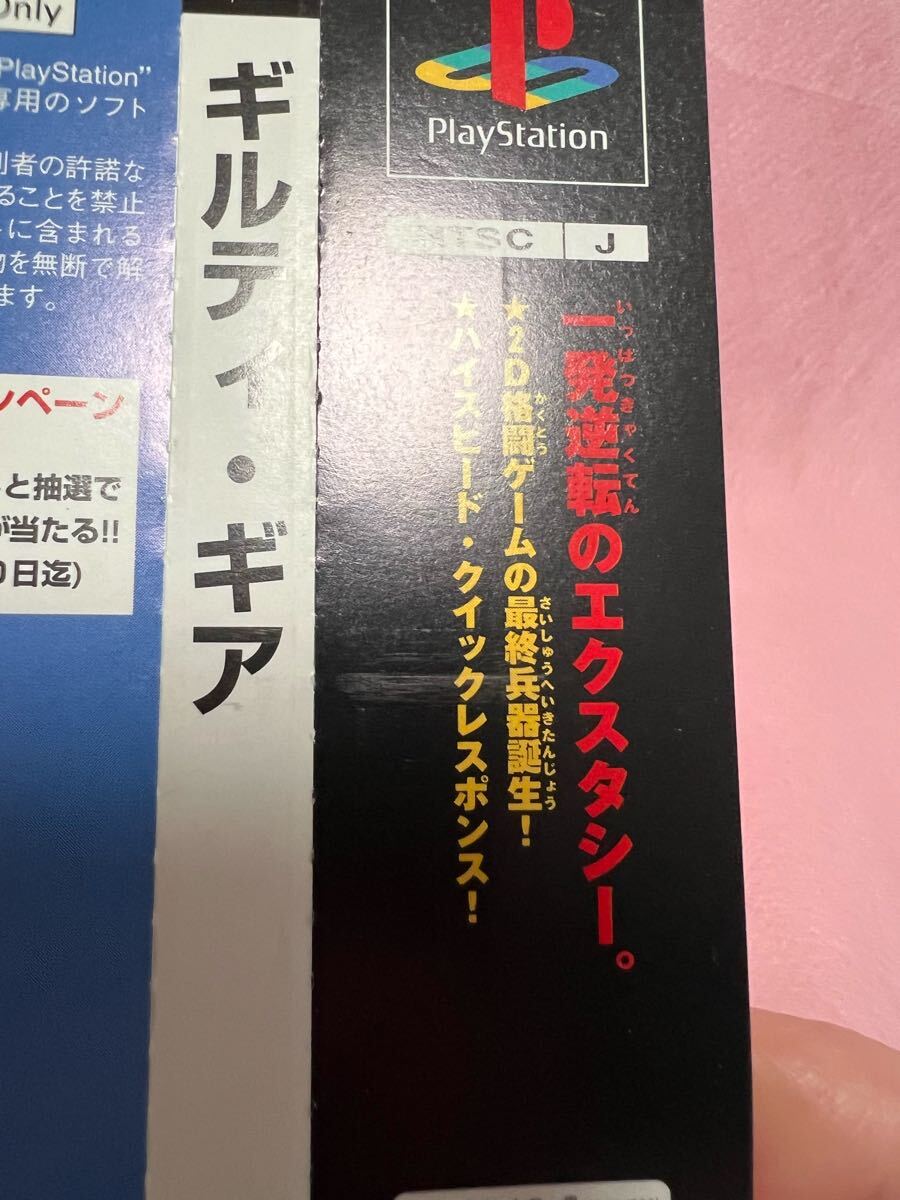 Only
PlayStation”
専用のソフト
の許諾な
ることを禁止
に含まれる
を無断で解
ます。
ンペーン
と抽選で
が当たる!!
日迄)
ギルティ・ギア
PlayStation
NTSC J
一発逆転のエクスタシー。
いっぱつぎゃくてん
★2D格闘ゲームの最終兵器誕生!
かくとう さいしゅうへいきたんじょう
★ハイスピード・クイックレスポンス!